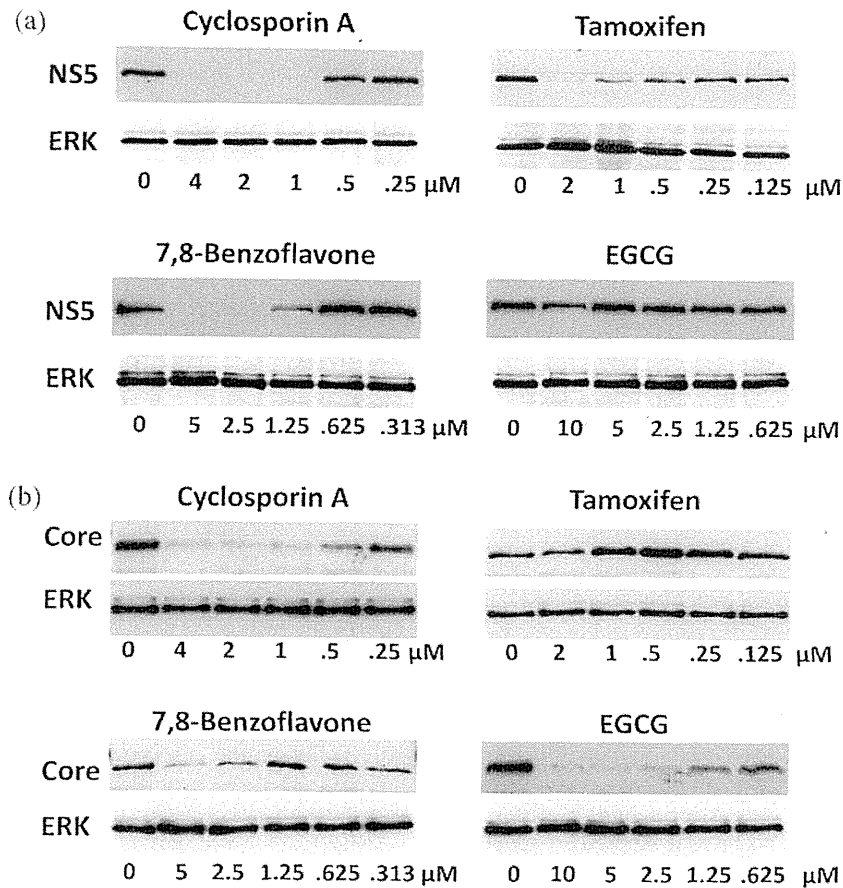 (a)
Cyclosporin A
NS5
ERK
0 4 2 1 .5 .25 µM
Tamoxifen
0 2 1 .5 .25 .125 µM
7,8-Benzoflavone
NS5
ERK
0 5 2.5 1.25 .625 .313 µM
EGCG
0 10 5 2.5 1.25 .625 µM
(b)
Cyclosporin A
Core
ERK
0 4 2 1 .5 .25 µM
Tamoxifen
0 2 1 .5 .25 .125 µM
7,8-Benzoflavone
Core
ERK
0 5 2.5 1.25 .625 .313 µM
EGCG
0 10 5 2.5 1.25 .625 µM